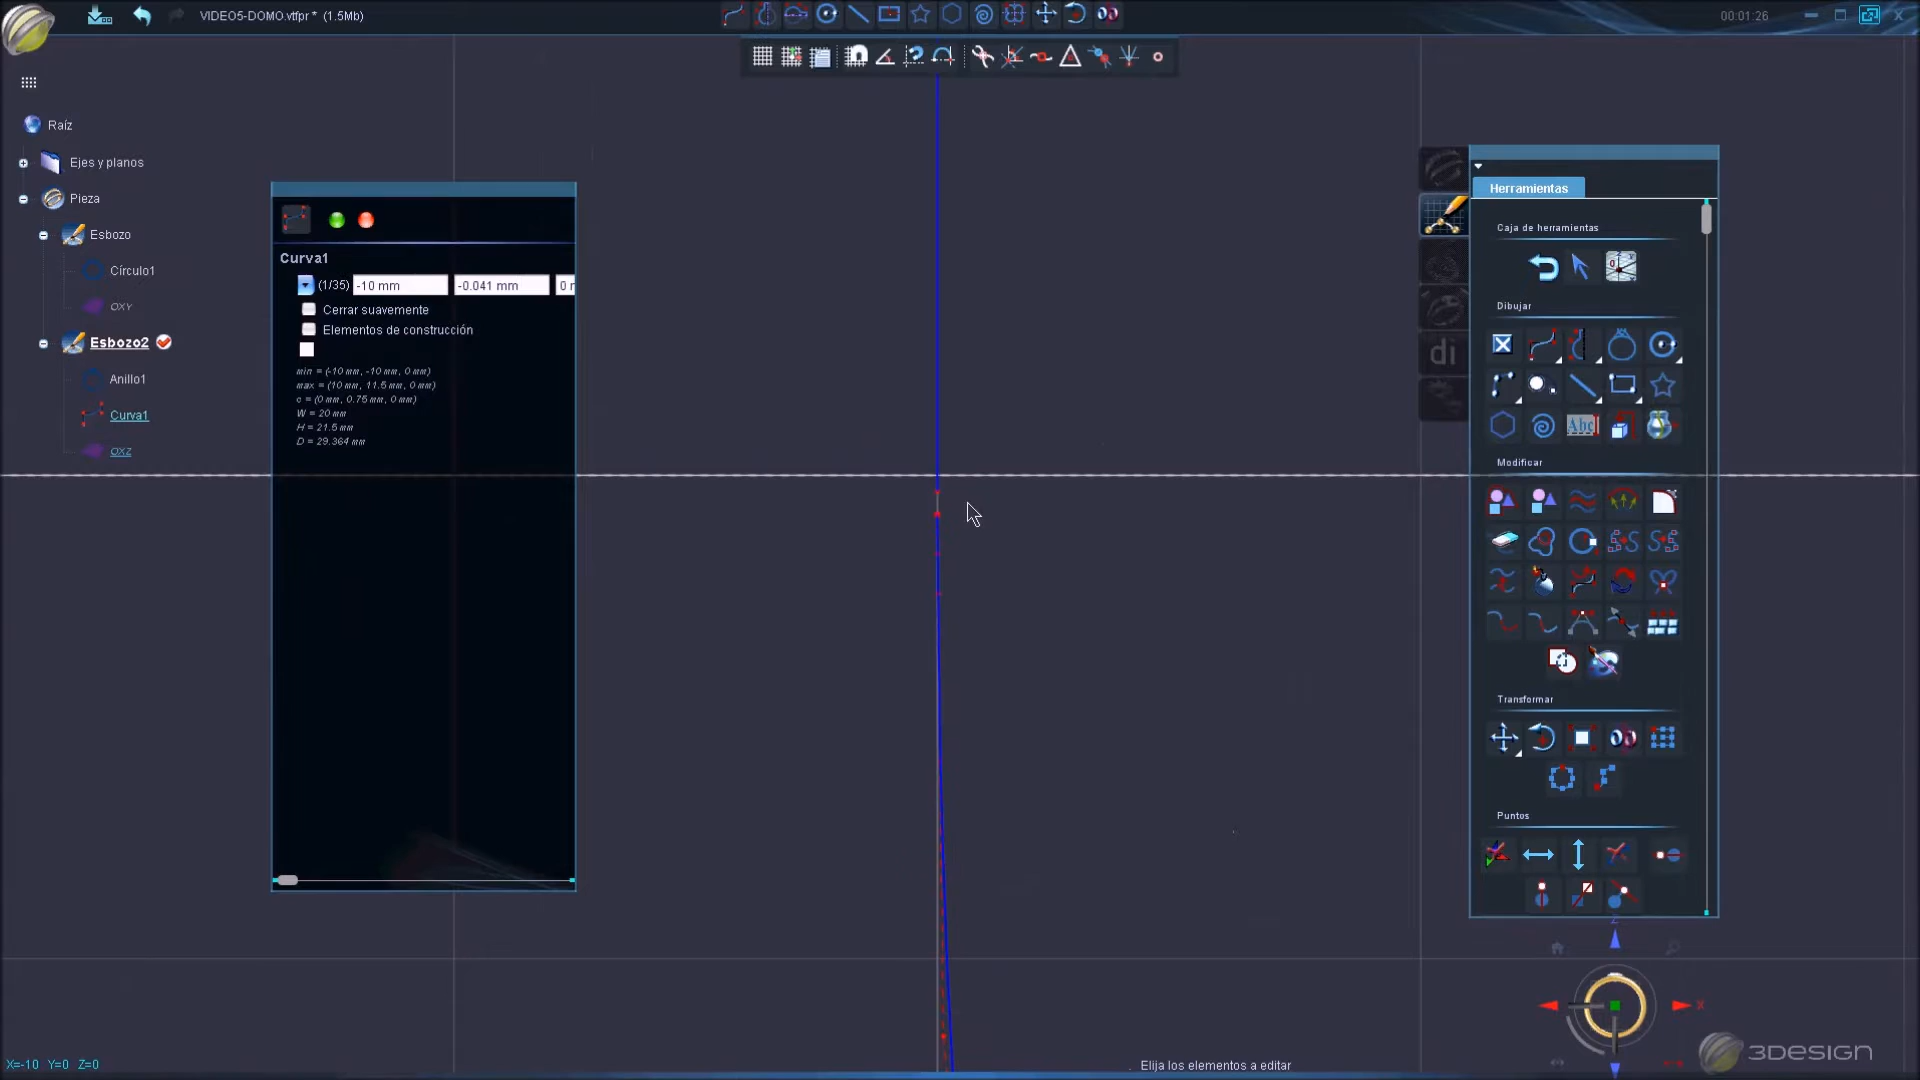 VIDEO5-DOMO.vtfpr * (1.5Mb)
00:01:26
Raíz
Ejes y planos
Pieza
Esbozo
Círculo1
OXY
Esbozo2
Anillo1
Curva1
OXZ
Curva1
(1/35) -10 mm -0.041 mm 0 r
Cerrar suavemente
Elementos de construcción
min = (-10 mm, -10 mm, 0 mm)
max = (10 mm, 11.5 mm, 0 mm)
c = (0 mm, 0.75 mm, 0 mm)
W = 20 mm
H = 21.5 mm
D = 29.364 mm
Herramientas
Caja de herramientas
Dibujar
Abc
Modificar
Transformar
Puntos
di
Z
X
3DESIGN
X=-10 Y=0 Z=0
Elija los elementos a editar